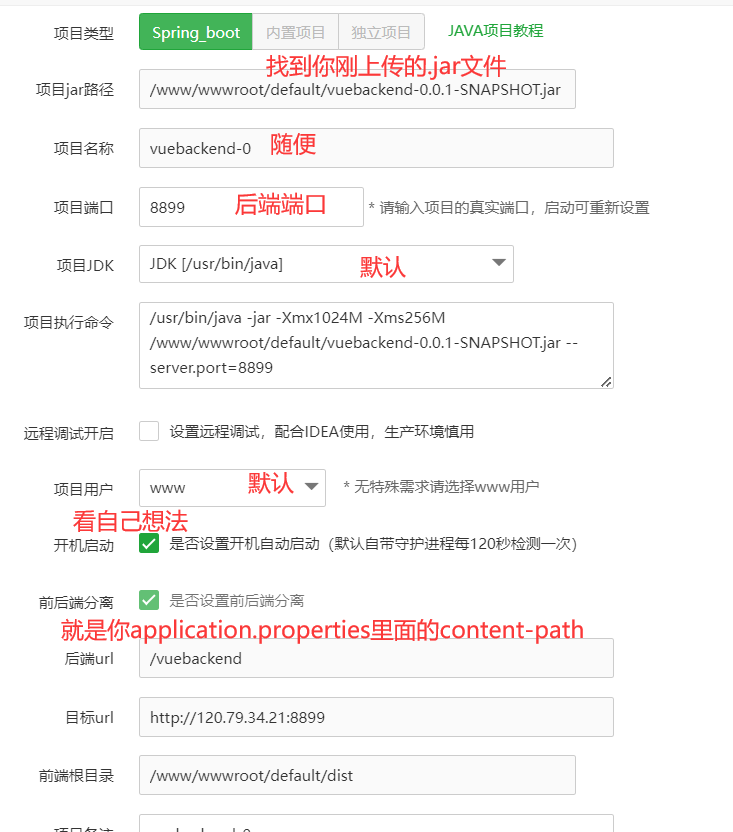 项目类型 Spring_boot 内置项目 独立项目 JAVA项目教程
找到你刚上传的.jar文件
项目jar路径 /www/wwwroot/default/vuebackend-0.0.1-SNAPSHOT.jar
项目名称 vuebackend-0 随便
项目端口 8899 后端端口 * 请输入项目的真实端口，启动可重新设置
项目JDK JDK [/usr/bin/java] 默认
项目执行命令 /usr/bin/java -jar -Xmx1024M -Xms256M
/www/wwwroot/default/vuebackend-0.0.1-SNAPSHOT.jar --
server.port=8899
远程调试开启 设置远程调试，配合IDEA使用，生产环境慎用
项目用户 www 默认 * 无特殊需求请选择www用户
看自己想法
开机启动 是否设置开机自动启动（默认自带守护进程每120秒检测一次）
前后端分离 是否设置前后端分离
就是你application.properties里面的content-path
后端url /vuebackend
目标url http://120.79.34.21:8899
前端根目录 /www/wwwroot/default/dist